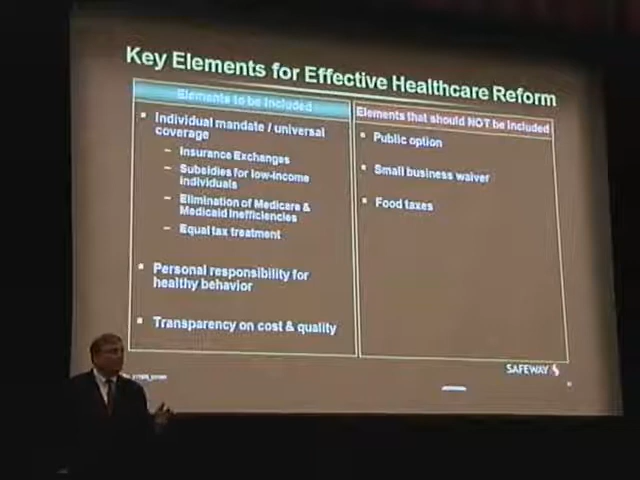 Key Elements for Effective Healthcare Reform
Elements to be Included
Individual mandate / universal
coverage
– Insurance Exchanges
– Subsidies for low-income
individuals
– Elimination of Medicare &
Medicaid Inefficiencies
– Equal tax treatment
Personal responsibility for
healthy behavior
Transparency on cost & quality
Elements that should NOT be Included
Public option
Small business waiver
Food taxes
SAFEWAY